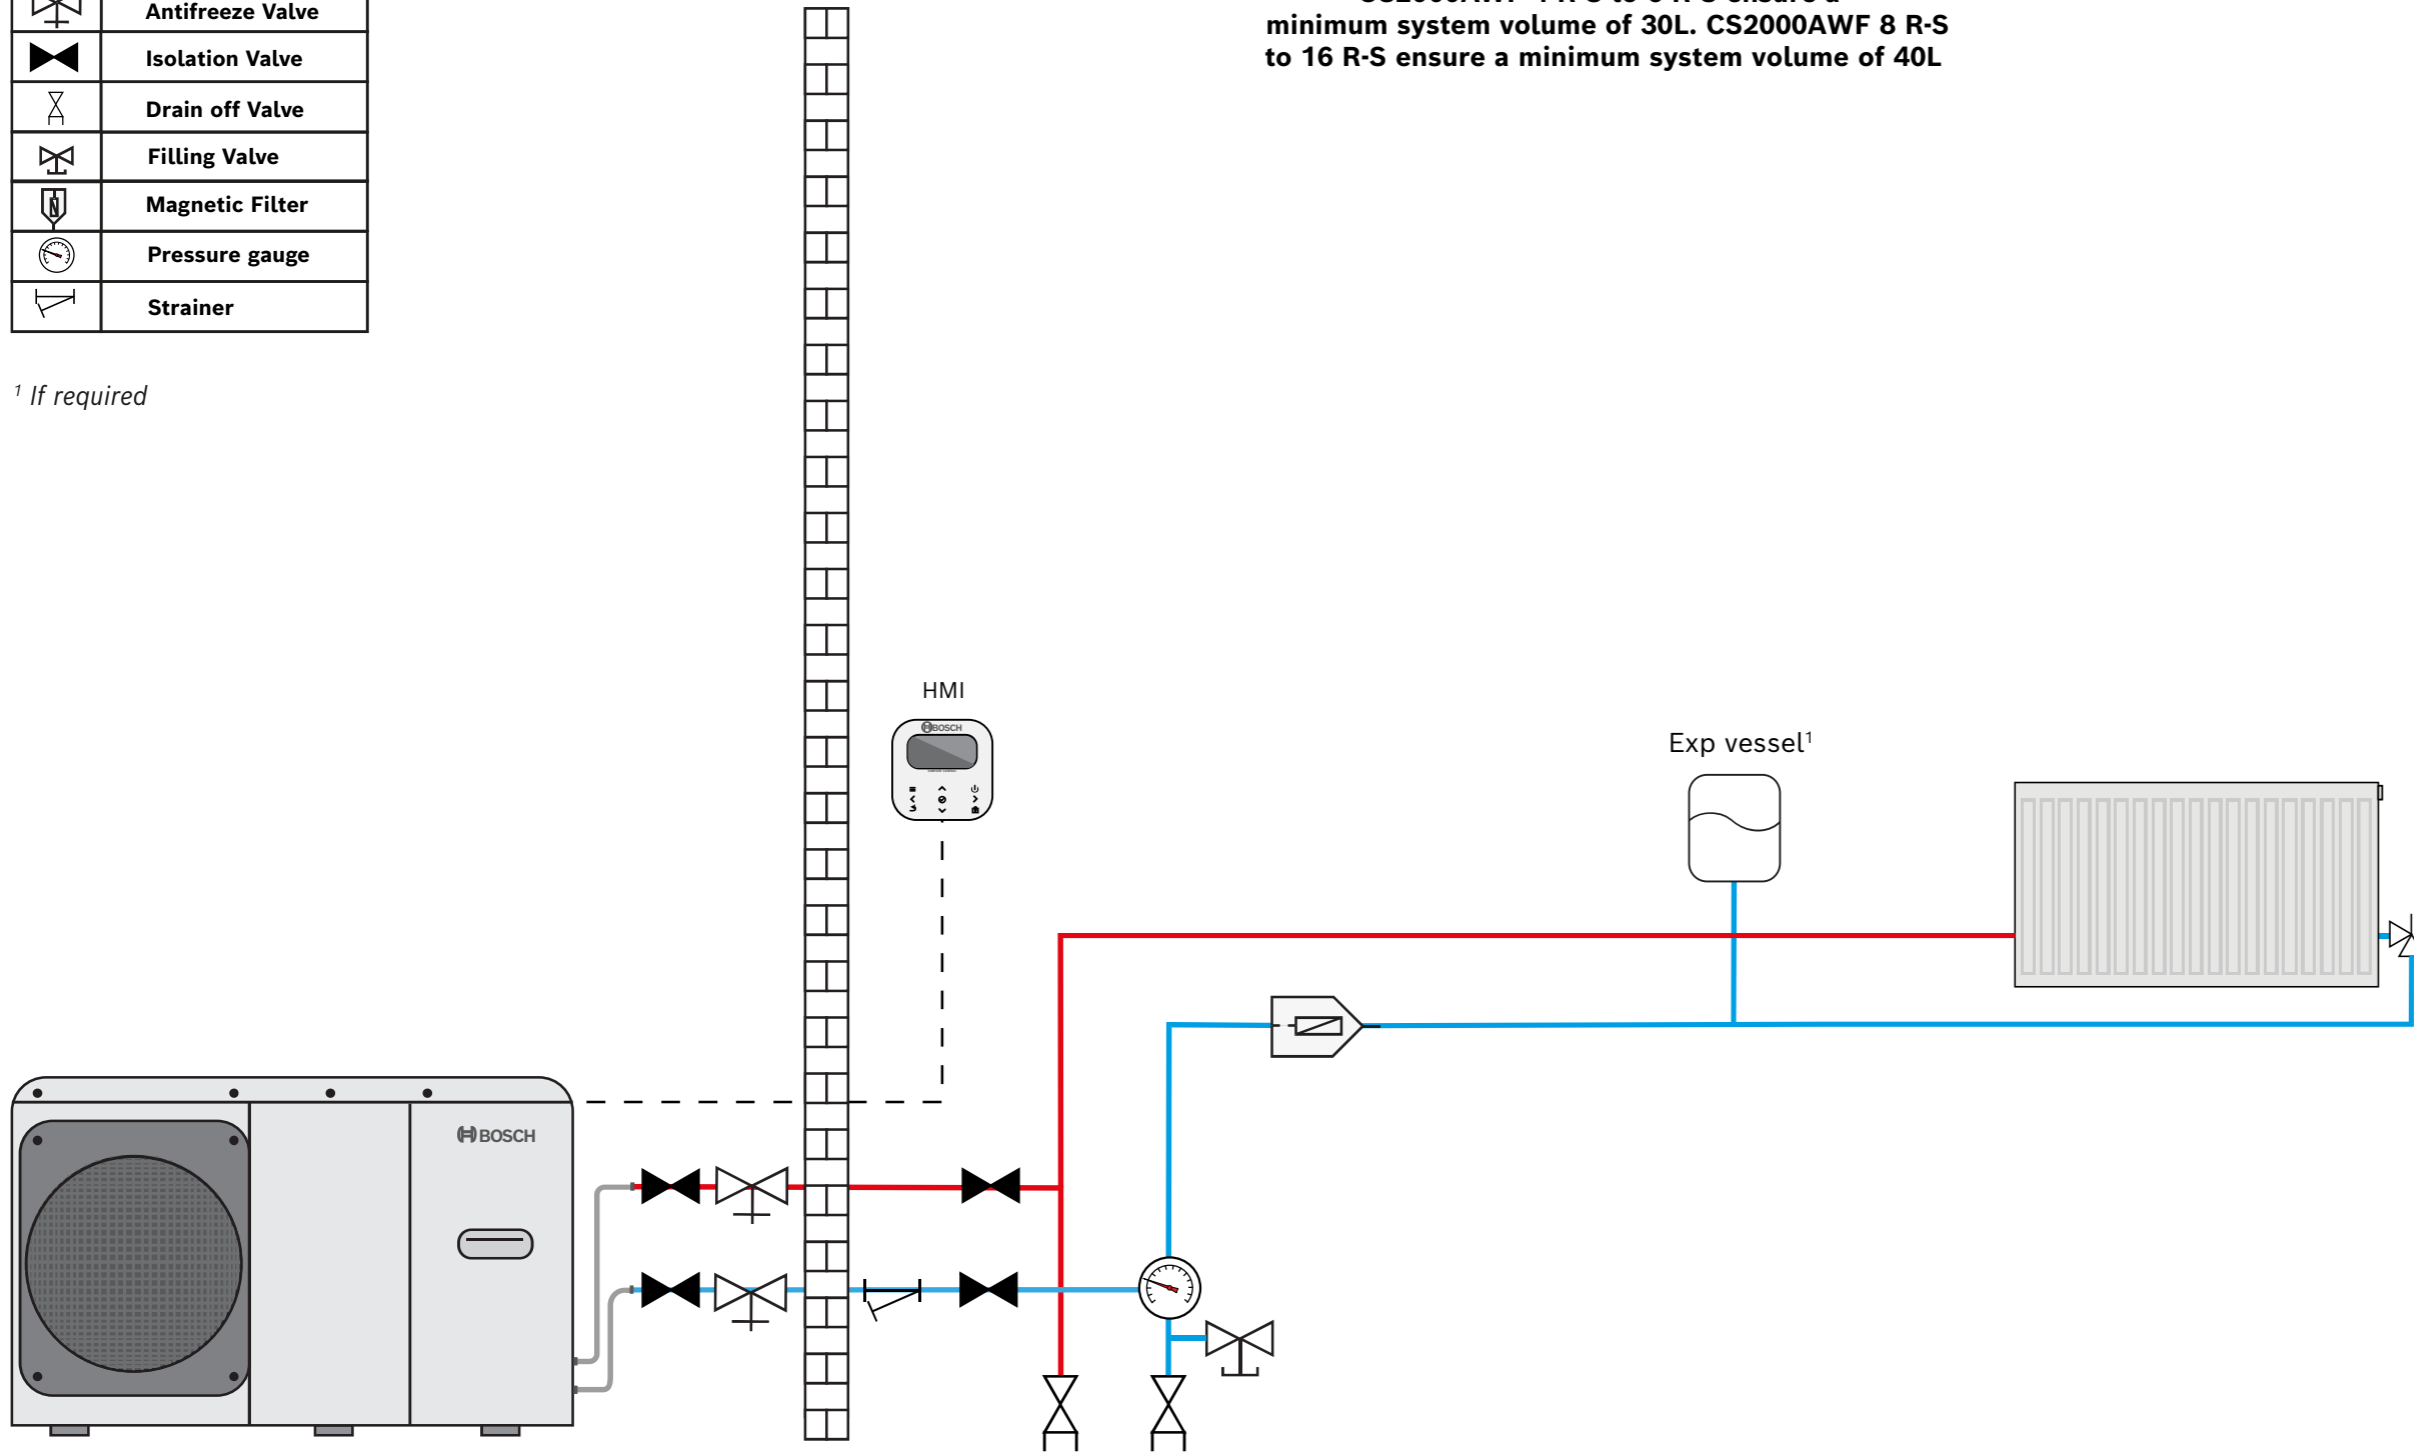 Antifreeze Valve
Isolation Valve
Drain off Valve
Filling Valve
Magnetic Filter
Pressure gauge
Strainer
¹ If required
minimum system volume of 30L. CS2000AWF 8 R-S
to 16 R-S ensure a minimum system volume of 40L
HMI
BOSCH
Exp vessel¹
BOSCH